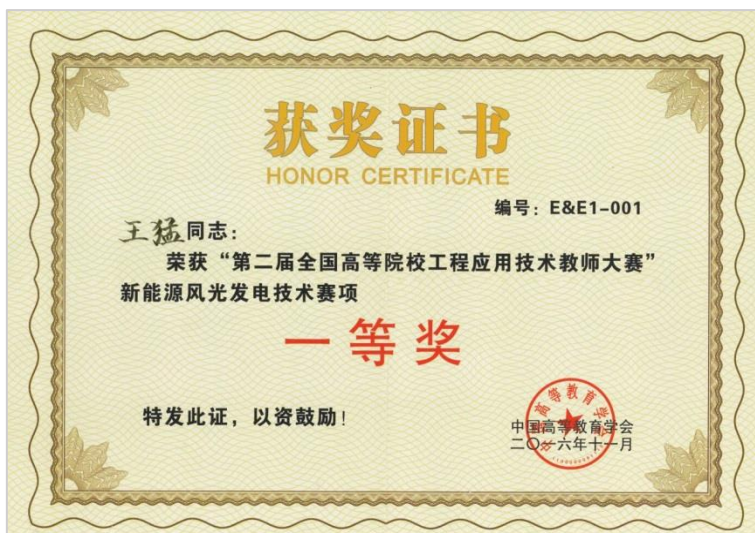 获奖证书
HONOR CERTIFICATE
编号：E&E1-001
王猛同志：
荣获“第二届全国高等院校工程应用技术教师大赛”
新能源风光发电技术赛项
一等奖
特发此证，以资鼓励！
中国高等教育学会
二〇一六年十一月